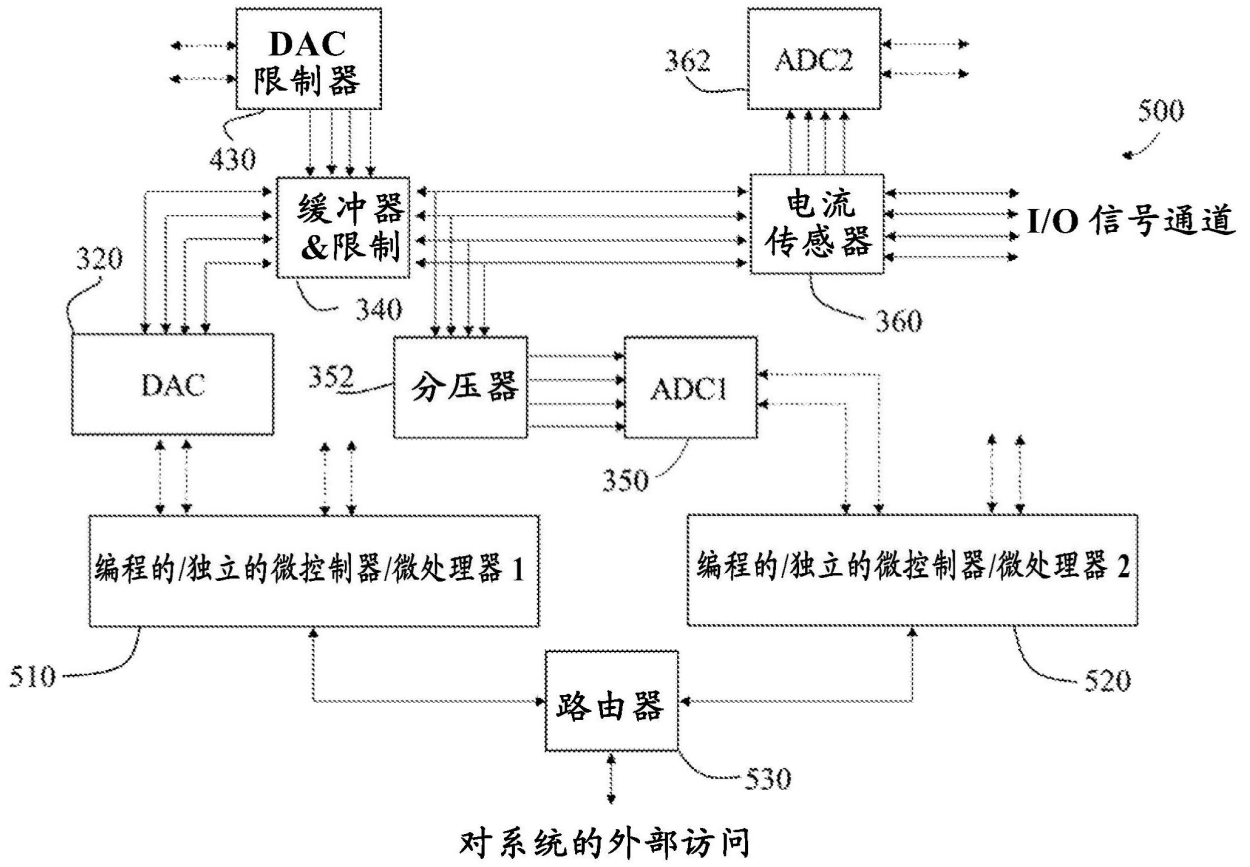 DAC
限制器
430
362
ADC2
500
缓冲器
&限制
340
电流
传感器
360
I/O 信号通道
320
DAC
352
分压器
ADC1
350
编程的/独立的微控制器/微处理器 1
510
编程的/独立的微控制器/微处理器 2
520
路由器
530
对系统的外部访问